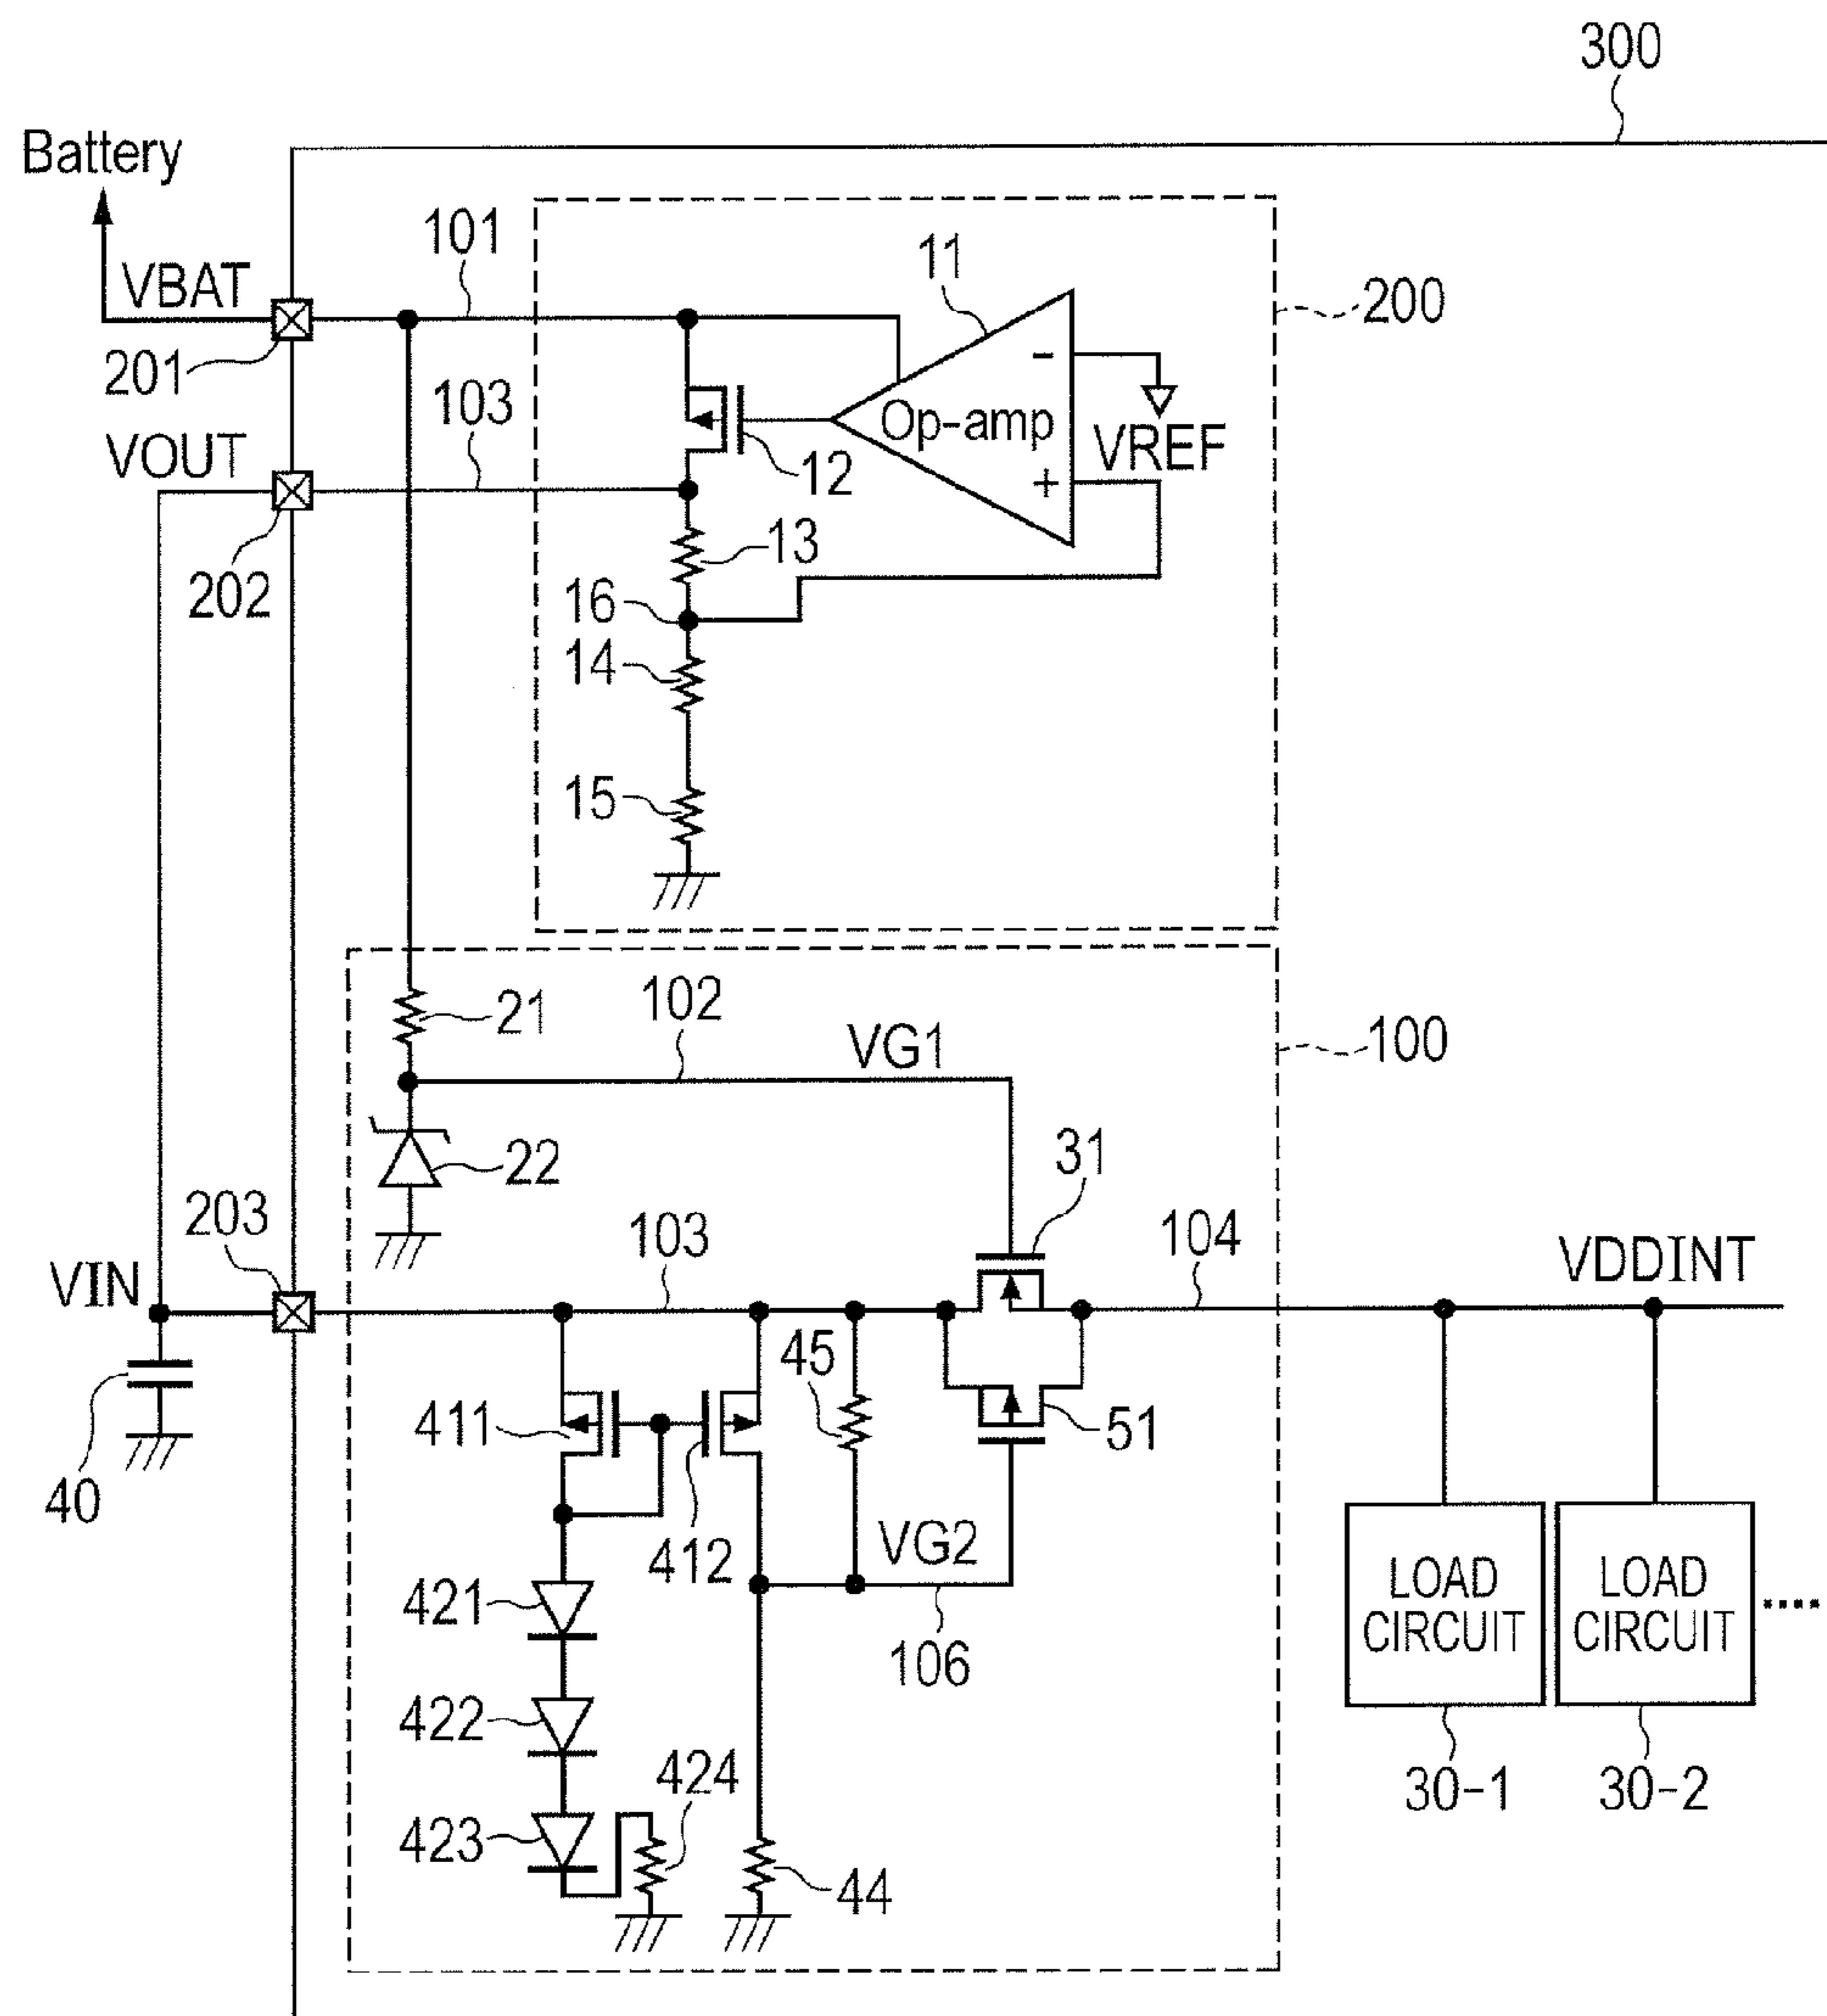 300
Battery
101
11
VBAT
200
201
103
Op-amp
-
VREF
+
VOUT
12
202
13
16
14
15
21
102
VG1
100
22
31
203
103
104
VIN
VDDINT
45
411
51
40
412
VG2
421
LOAD
CIRCUIT
LOAD
CIRCUIT
....
106
422
424
30-1
30-2
423
44